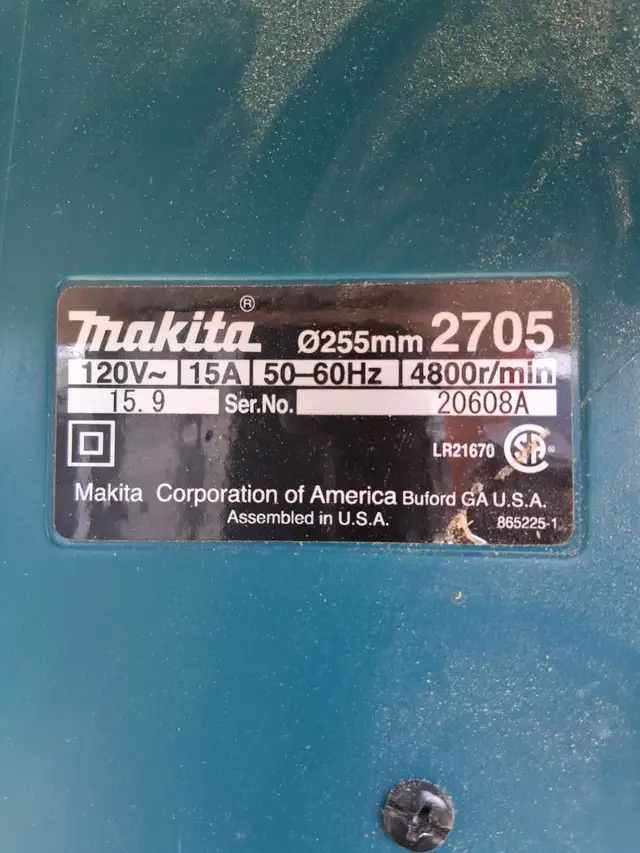 makita® Ø255mm 2705
120V~ 15A 50–60Hz 4800r/min
15. 9 Ser.No. 20608A
LR21670 SA®
Makita Corporation of America Buford GA U.S.A.
Assembled in U.S.A. 865225-1